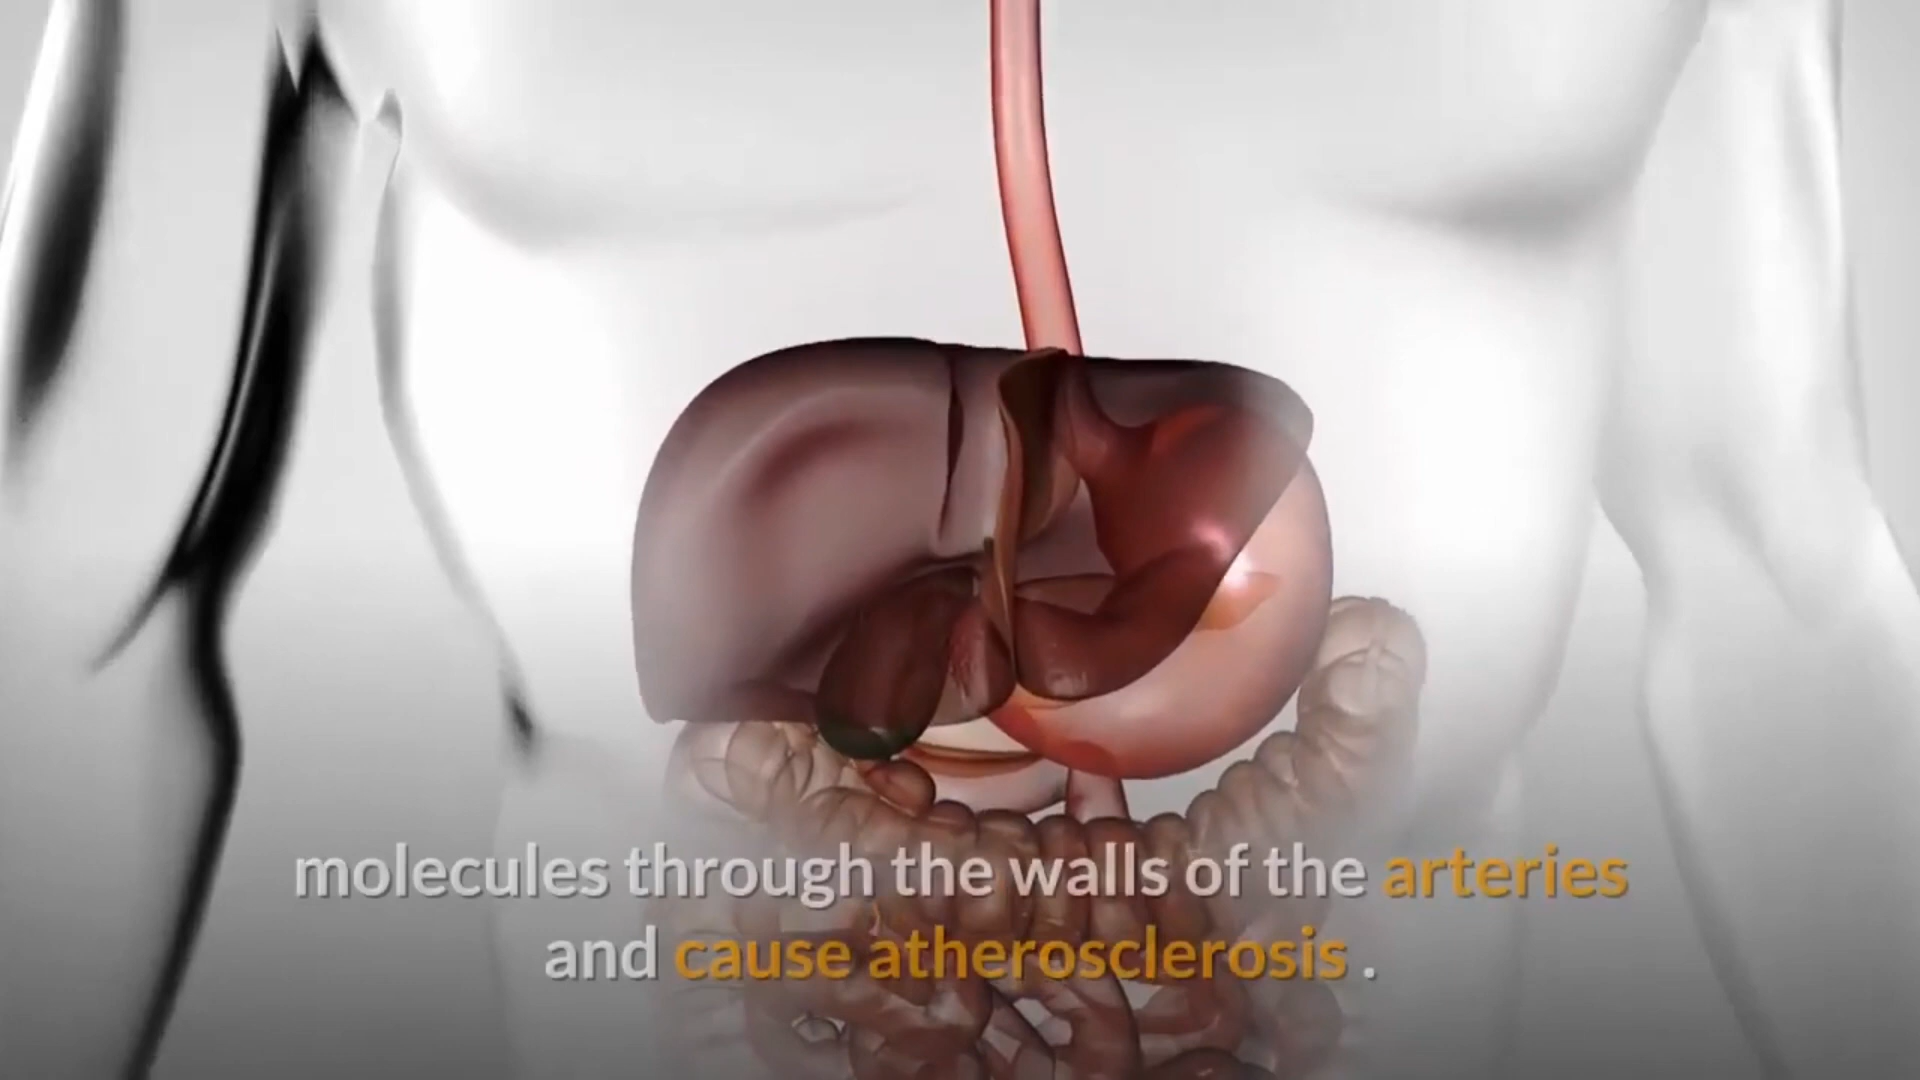 molecules through the walls of the arteries
and cause atherosclerosis .